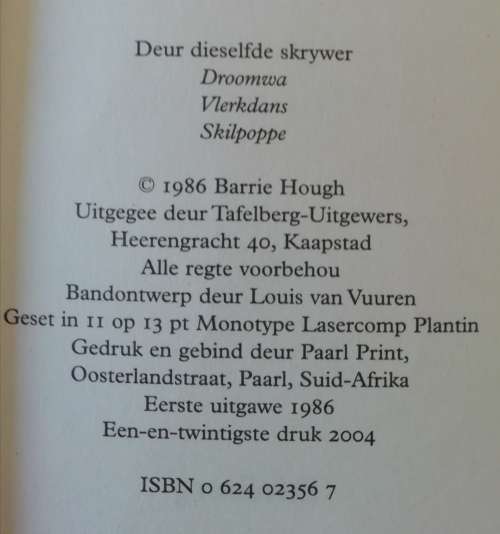 Deur dieselfde skrywer
Droomwa
Vlerkdans
Skilpoppe
© 1986 Barrie Hough
Uitgegee deur Tafelberg-Uitgewers,
Heerengracht 40, Kaapstad
Alle regte voorbehou
Bandontwerp deur Louis van Vuuren
Geset in 11 op 13 pt Monotype Lasercomp Plantin
Gedruk en gebind deur Paarl Print,
Oosterlandstraat, Paarl, Suid-Afrika
Eerste uitgawe 1986
Een-en-twintigste druk 2004
ISBN 0 624 02356 7